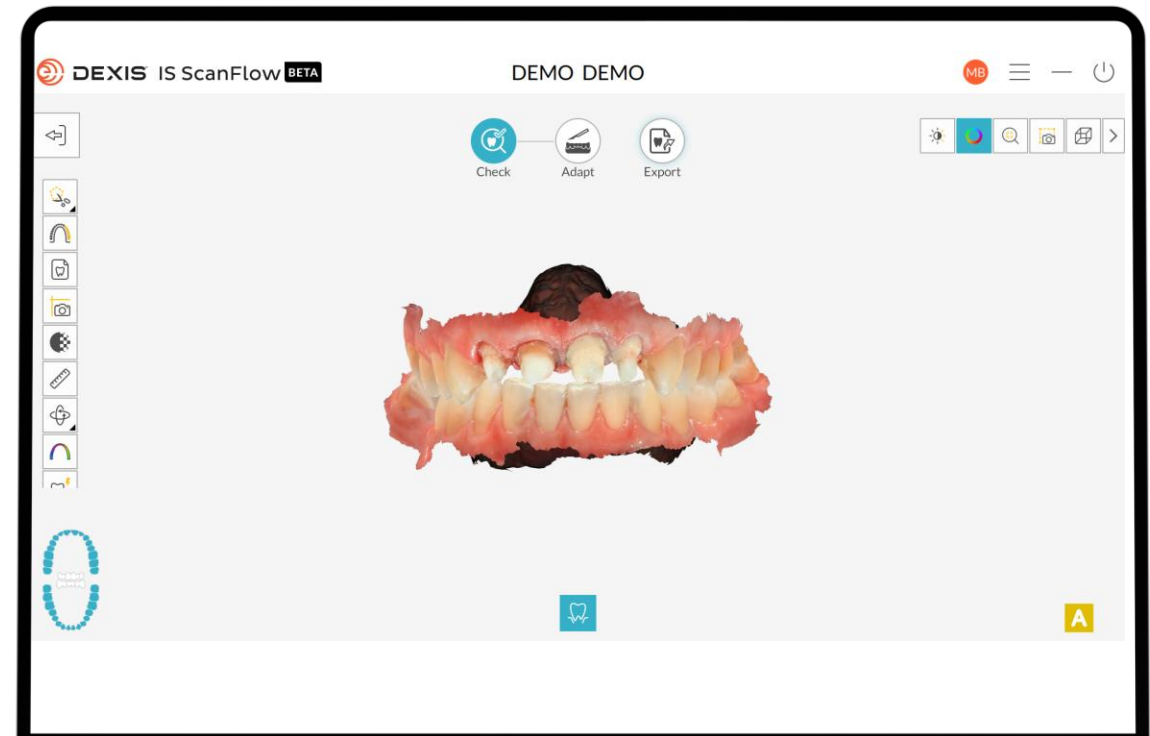 DEXIS IS ScanFlow BETA
DEMO DEMO
MB
Check
Adapt
Export
A